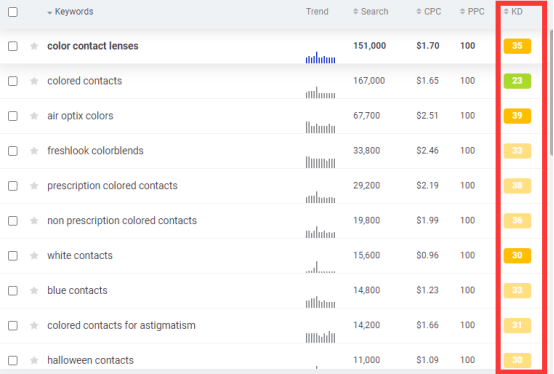 Keywords Trend Search CPC PPC KD
color contact lenses 151,000 $1.70 100 35
colored contacts 167,000 $1.65 100 23
air optix colors 67,700 $2.51 100 39
freshlook colorblends 33,800 $2.46 100 33
prescription colored contacts 29,200 $2.19 100 38
non prescription colored contacts 19,800 $1.99 100 36
white contacts 15,600 $0.96 100 30
blue contacts 14,800 $1.23 100 33
colored contacts for astigmatism 14,200 $1.66 100 31
halloween contacts 11,000 $1.09 100 30